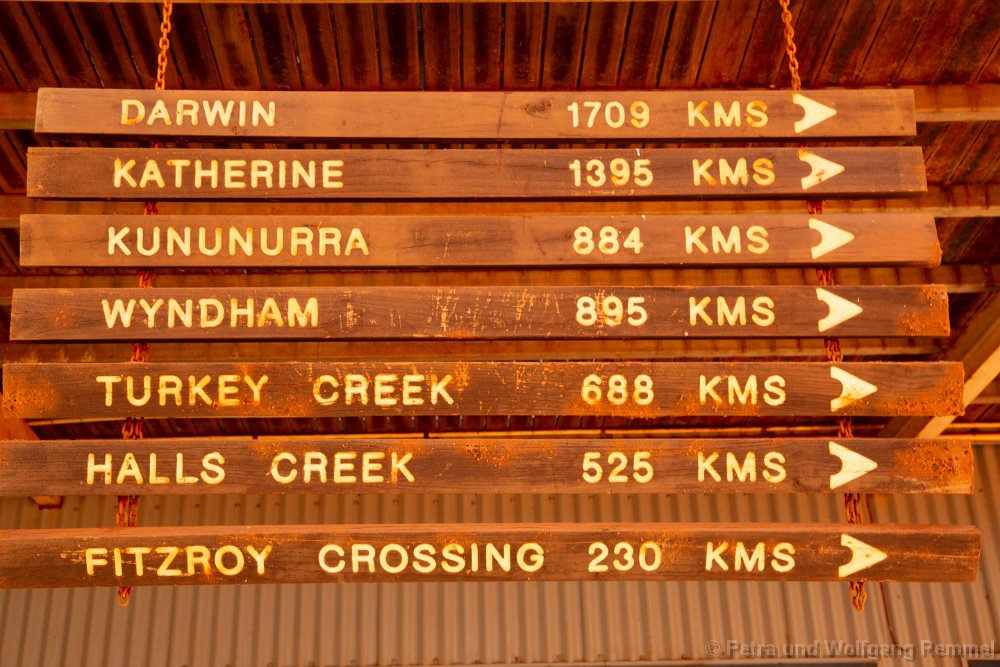 DARWIN 1709 KMS
KATHERINE 1395 KMS
KUNUNURRA 884 KMS
WYNDHAM 895 KMS
TURKEY CREEK 688 KMS
HALLS CREEK 525 KMS
FITZROY CROSSING 230 KMS
© Petra und Wolfgang Pemmel